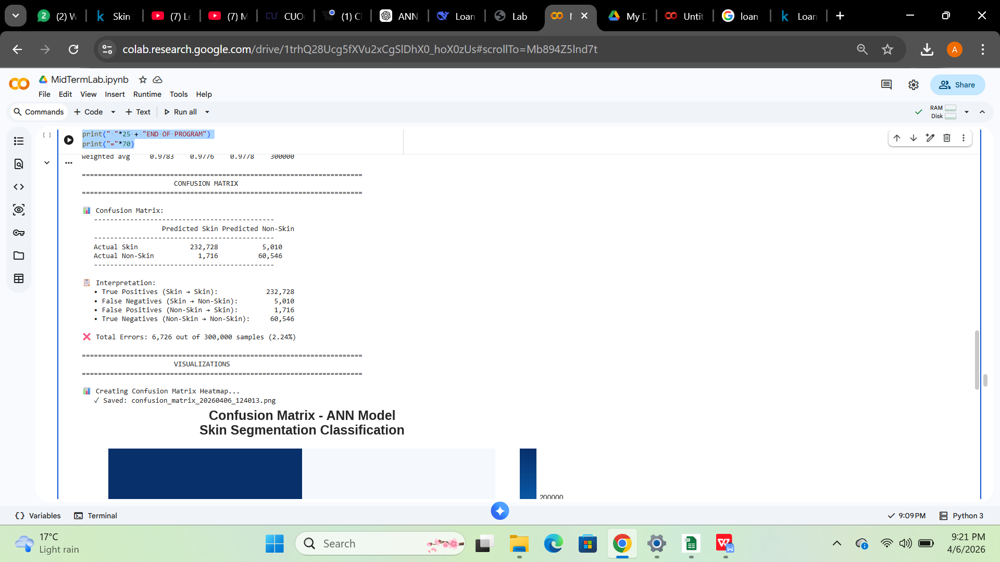 (2) W
Skin
(7) Le
(7) M
CUO
(1) C
ANN
Loan
Lab
My D
Untit
loan
Loan
colab.research.google.com/drive/1trhQ28Ucg5fXVu2xCgSlDhX0_hoX0zUs#scrollTo=Mb894Z5lnd7t
A
MidTermLab.ipynb
File Edit View Insert Runtime Tools Help
Share
Commands + Code + Text Run all
RAM
Disk
[ ]
print(" "*25 + "END OF PROGRAM")
print("="*70)
weighted avg 0.9783 0.9776 0.9778 300000
======================================================================
CONFUSION MATRIX
======================================================================
Confusion Matrix:
---------------------------------------------
Predicted Skin Predicted Non-Skin
---------------------------------------------
Actual Skin 232,728 5,010
Actual Non-Skin 1,716 60,546
---------------------------------------------
Interpretation:
• True Positives (Skin → Skin): 232,728
• False Negatives (Skin → Non-Skin): 5,010
• False Positives (Non-Skin → Skin): 1,716
• True Negatives (Non-Skin → Non-Skin): 60,546
❌ Total Errors: 6,726 out of 300,000 samples (2.24%)
======================================================================
VISUALIZATIONS
======================================================================
Creating Confusion Matrix Heatmap...
✓ Saved: confusion_matrix_20260406_124013.png
Confusion Matrix - ANN Model
Skin Segmentation Classification
200000
Variables Terminal
9:09 PM Python 3
17°C
Light rain
Search
9:21 PM
4/6/2026